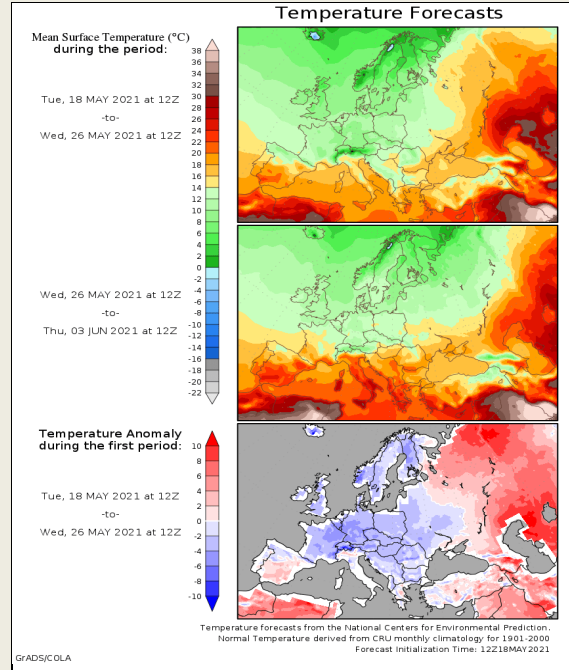 Temperature Forecasts
Mean Surface Temperature (°C)
during the period:
38
36
34
32
30
28
26
24
22
20
18
16
14
12
10
8
6
4
2
0
-2
-4
-6
-8
-10
-12
-14
-16
-18
-20
-22
Tue, 18 MAY 2021 at 12Z
-to-
Wed, 26 MAY 2021 at 12Z
Wed, 26 MAY 2021 at 12Z
-to-
Thu, 03 JUN 2021 at 12Z
Temperature Anomaly
during the first period:
10
8
6
4
2
0
-2
-4
-6
-8
-10
Tue, 18 MAY 2021 at 12Z
-to-
Wed, 26 MAY 2021 at 12Z
Temperature forecasts from the National Centers for Environmental Prediction.
Normal Temperature derived from CRU monthly climatology for 1901-2000
Forecast Initialization Time: 12Z18MAY2021
GrADS/COLA